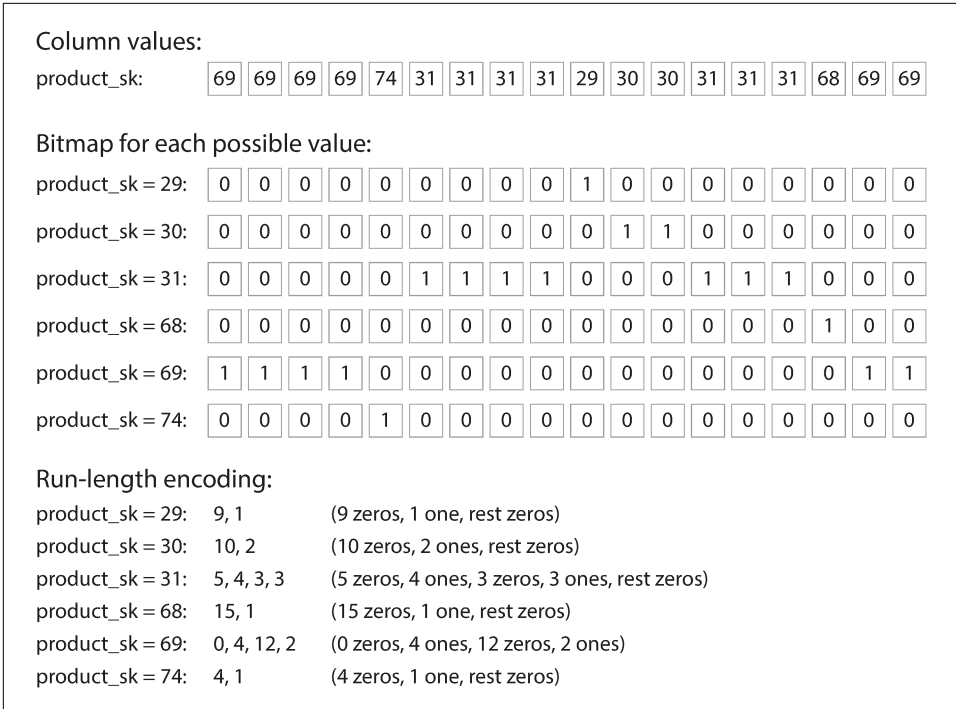 Column values:
product_sk: 69 69 69 69 74 31 31 31 31 29 30 30 31 31 31 68 69 69
Bitmap for each possible value:
product_sk = 29: 0 0 0 0 0 0 0 0 0 1 0 0 0 0 0 0 0 0
product_sk = 30: 0 0 0 0 0 0 0 0 0 0 1 1 0 0 0 0 0 0
product_sk = 31: 0 0 0 0 0 1 1 1 1 0 0 0 1 1 1 0 0 0
product_sk = 68: 0 0 0 0 0 0 0 0 0 0 0 0 0 0 0 1 0 0
product_sk = 69: 1 1 1 1 0 0 0 0 0 0 0 0 0 0 0 0 1 1
product_sk = 74: 0 0 0 0 1 0 0 0 0 0 0 0 0 0 0 0 0 0
Run-length encoding:
product_sk = 29: 9, 1 (9 zeros, 1 one, rest zeros)
product_sk = 30: 10, 2 (10 zeros, 2 ones, rest zeros)
product_sk = 31: 5, 4, 3, 3 (5 zeros, 4 ones, 3 zeros, 3 ones, rest zeros)
product_sk = 68: 15, 1 (15 zeros, 1 one, rest zeros)
product_sk = 69: 0, 4, 12, 2 (0 zeros, 4 ones, 12 zeros, 2 ones)
product_sk = 74: 4, 1 (4 zeros, 1 one, rest zeros)